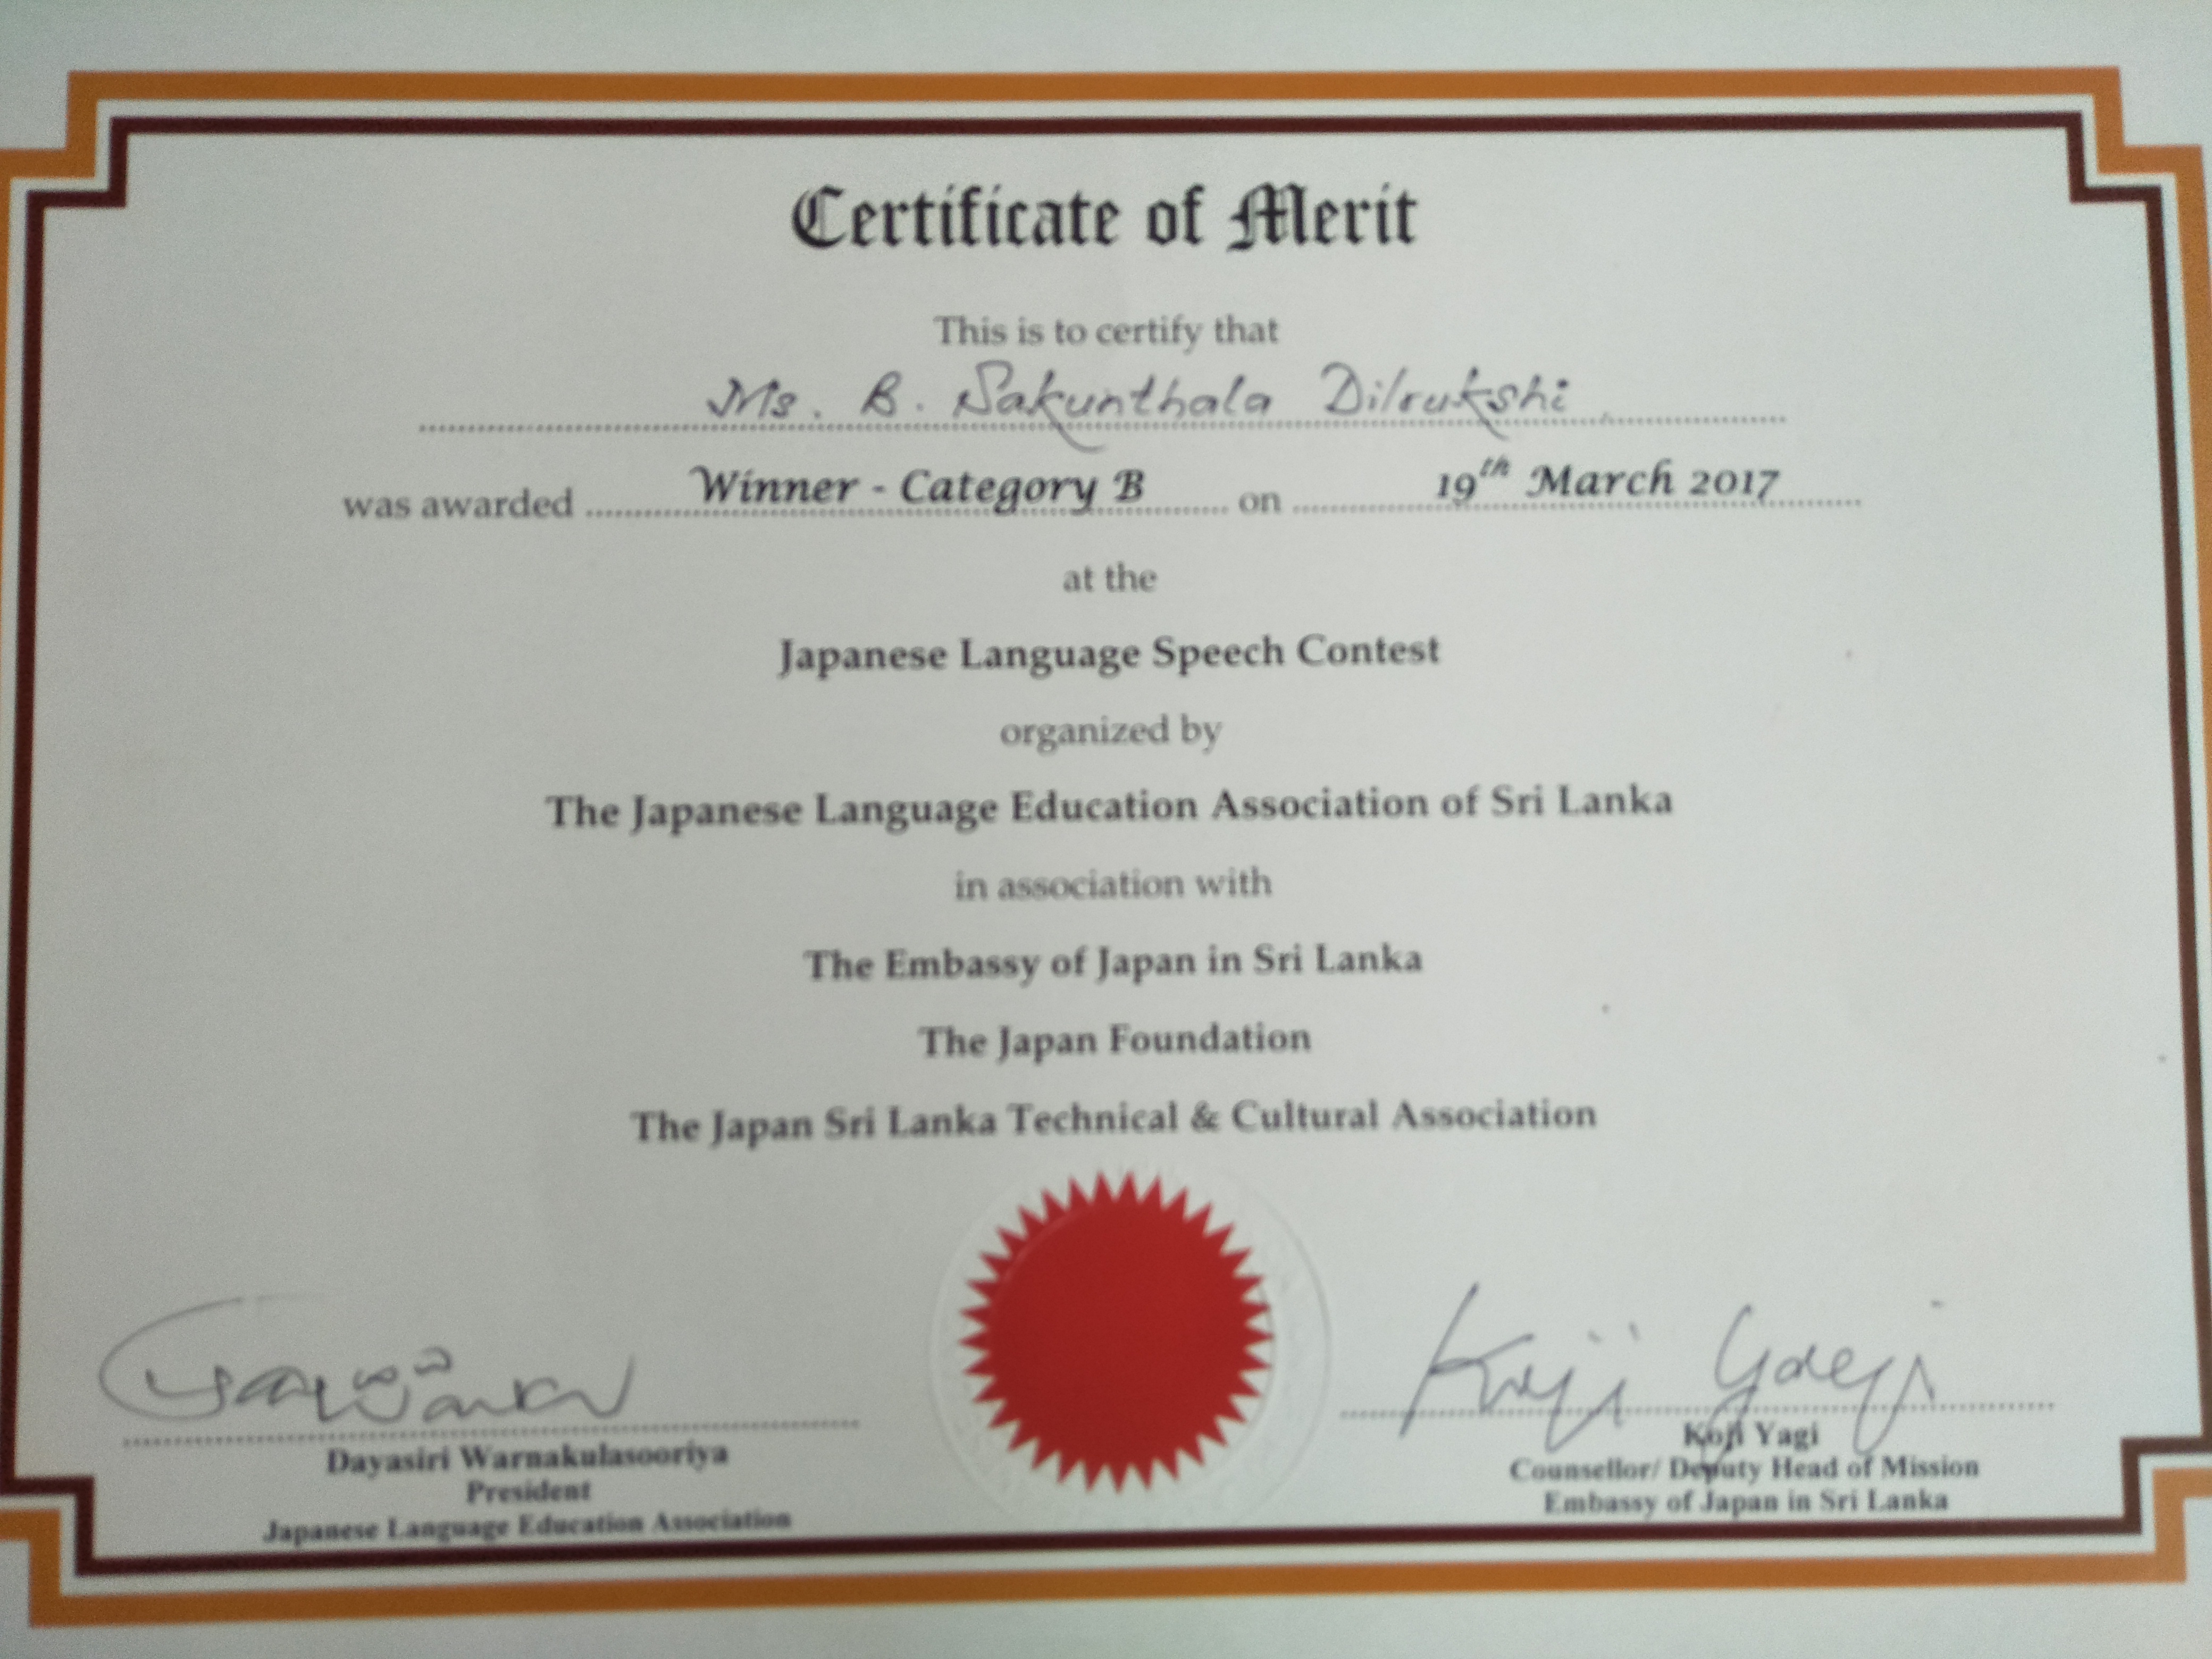 Certificate of Merit
This is to certify that
Ms. B. Sakunthala Dilrukshi
was awarded Winner - Category B on 19th March 2017
at the
Japanese Language Speech Contest
organized by
The Japanese Language Education Association of Sri Lanka
in association with
The Embassy of Japan in Sri Lanka
The Japan Foundation
The Japan Sri Lanka Technical & Cultural Association
Koji Yagi
Dayasiri Warnakulasooriya
President
Japanese Language Education Association
Koji Yagi
Counsellor/ Deputy Head of Mission
Embassy of Japan in Sri Lanka